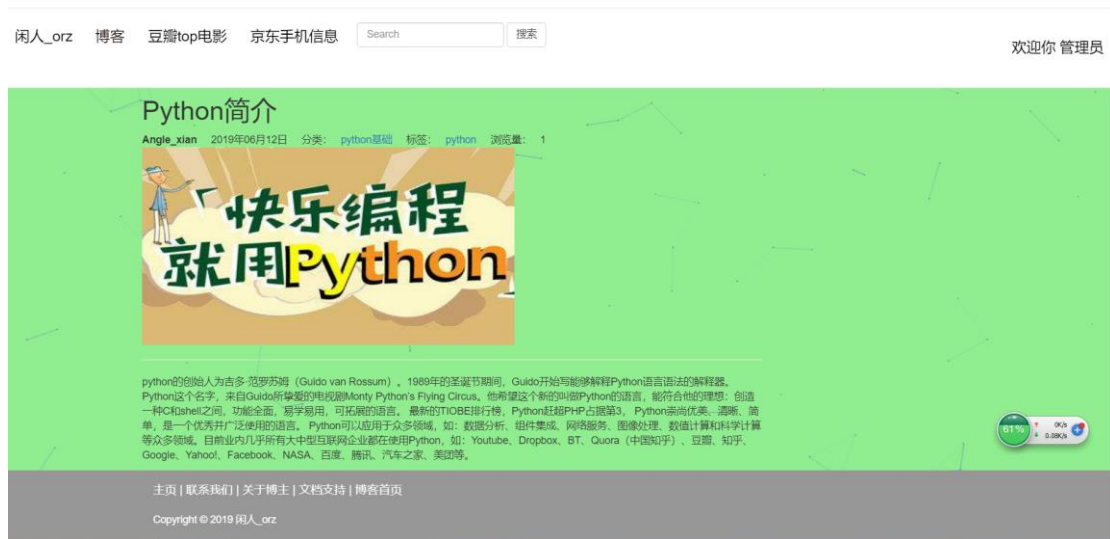 闲人_orz 博客 豆瓣top电影 京东手机信息 Search 搜索
欢迎你 管理员
Python简介
Angle_xian 2019年06月12日 分类： python基础 标签： python 浏览量： 1
「快乐编程
就用Python」
python的创始人为吉多·范罗苏姆（Guido van Rossum）。1989年的圣诞节期间，Guido开始写能够解释Python语言语法的解释器。
Python这个名字，来自Guido所挚爱的电视剧Monty Python's Flying Circus。他希望这个新的叫做Python的语言，能符合他的理想：创造
一种C和shell之间，功能全面，易学易用，可拓展的语言。 最新的TIOBE排行榜，Python赶超PHP占据第3， Python崇尚优美、清晰、简
单，是一个优秀并广泛使用的语言。 Python可以应用于众多领域，如：数据分析、组件集成、网络服务、图像处理、数值计算和科学计算
等众多领域。目前业内几乎所有大中型互联网企业都在使用Python，如：Youtube、Dropbox、BT、Quora（中国知乎）、豆瓣、知乎、
Google、Yahoo!、Facebook、NASA、百度、腾讯、汽车之家、美团等。
61% ↑ 0K/s
↓ 0.08K/s
主页 | 联系我们 | 关于博主 | 文档支持 | 博客首页
Copyright © 2019 闲人_orz